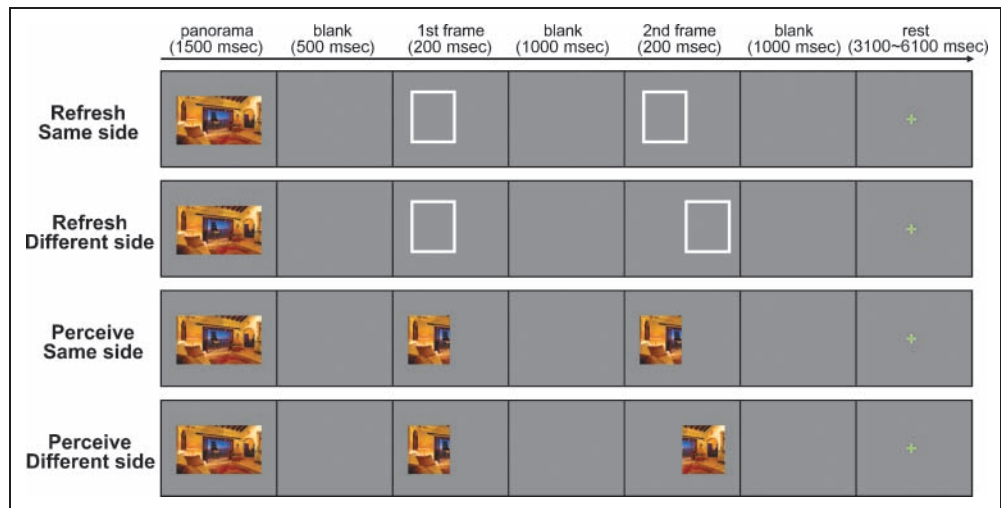 panorama blank 1st frame blank 2nd frame blank rest
(1500 msec) (500 msec) (200 msec) (1000 msec) (200 msec) (1000 msec) (3100~6100 msec)
Refresh
Same side
Refresh
Different side
Perceive
Same side
Perceive
Different side